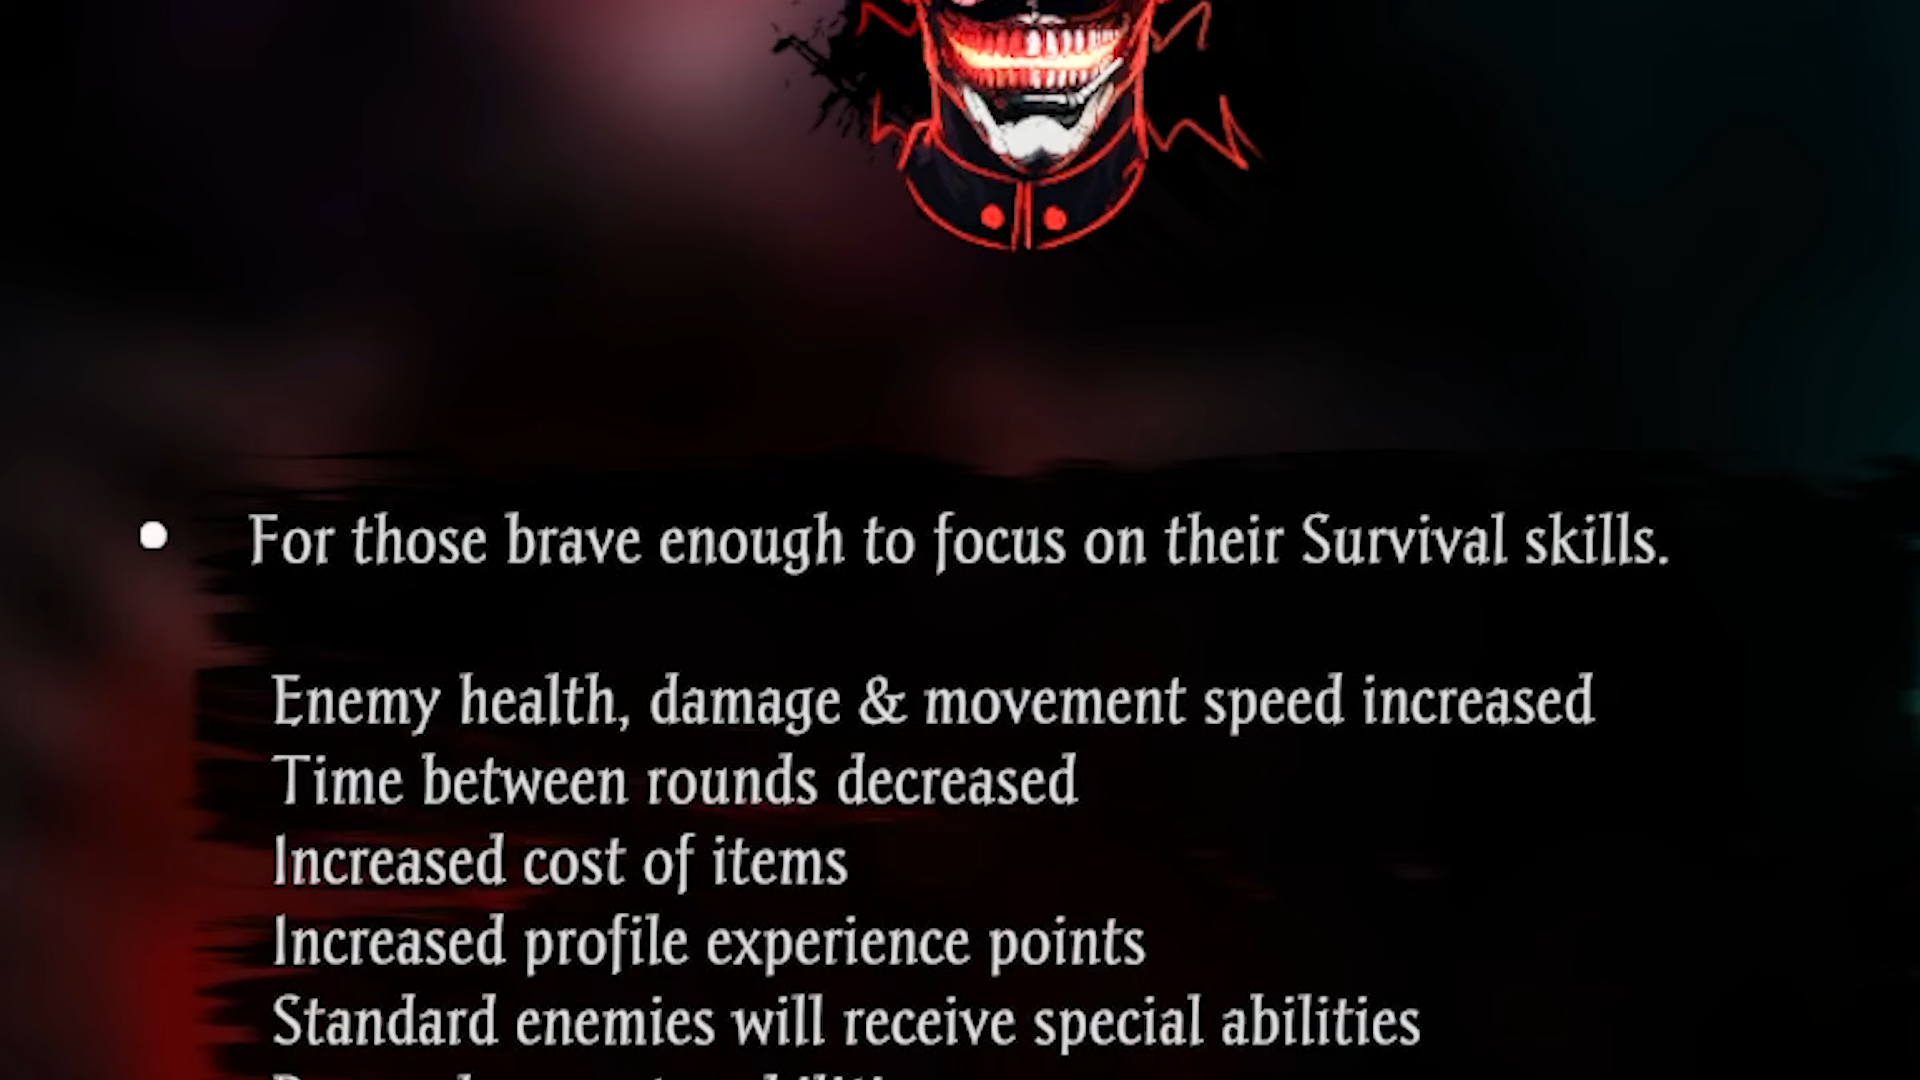 For those brave enough to focus on their Survival skills.
Enemy health, damage & movement speed increased
Time between rounds decreased
Increased cost of items
Increased profile experience points
Standard enemies will receive special abilities